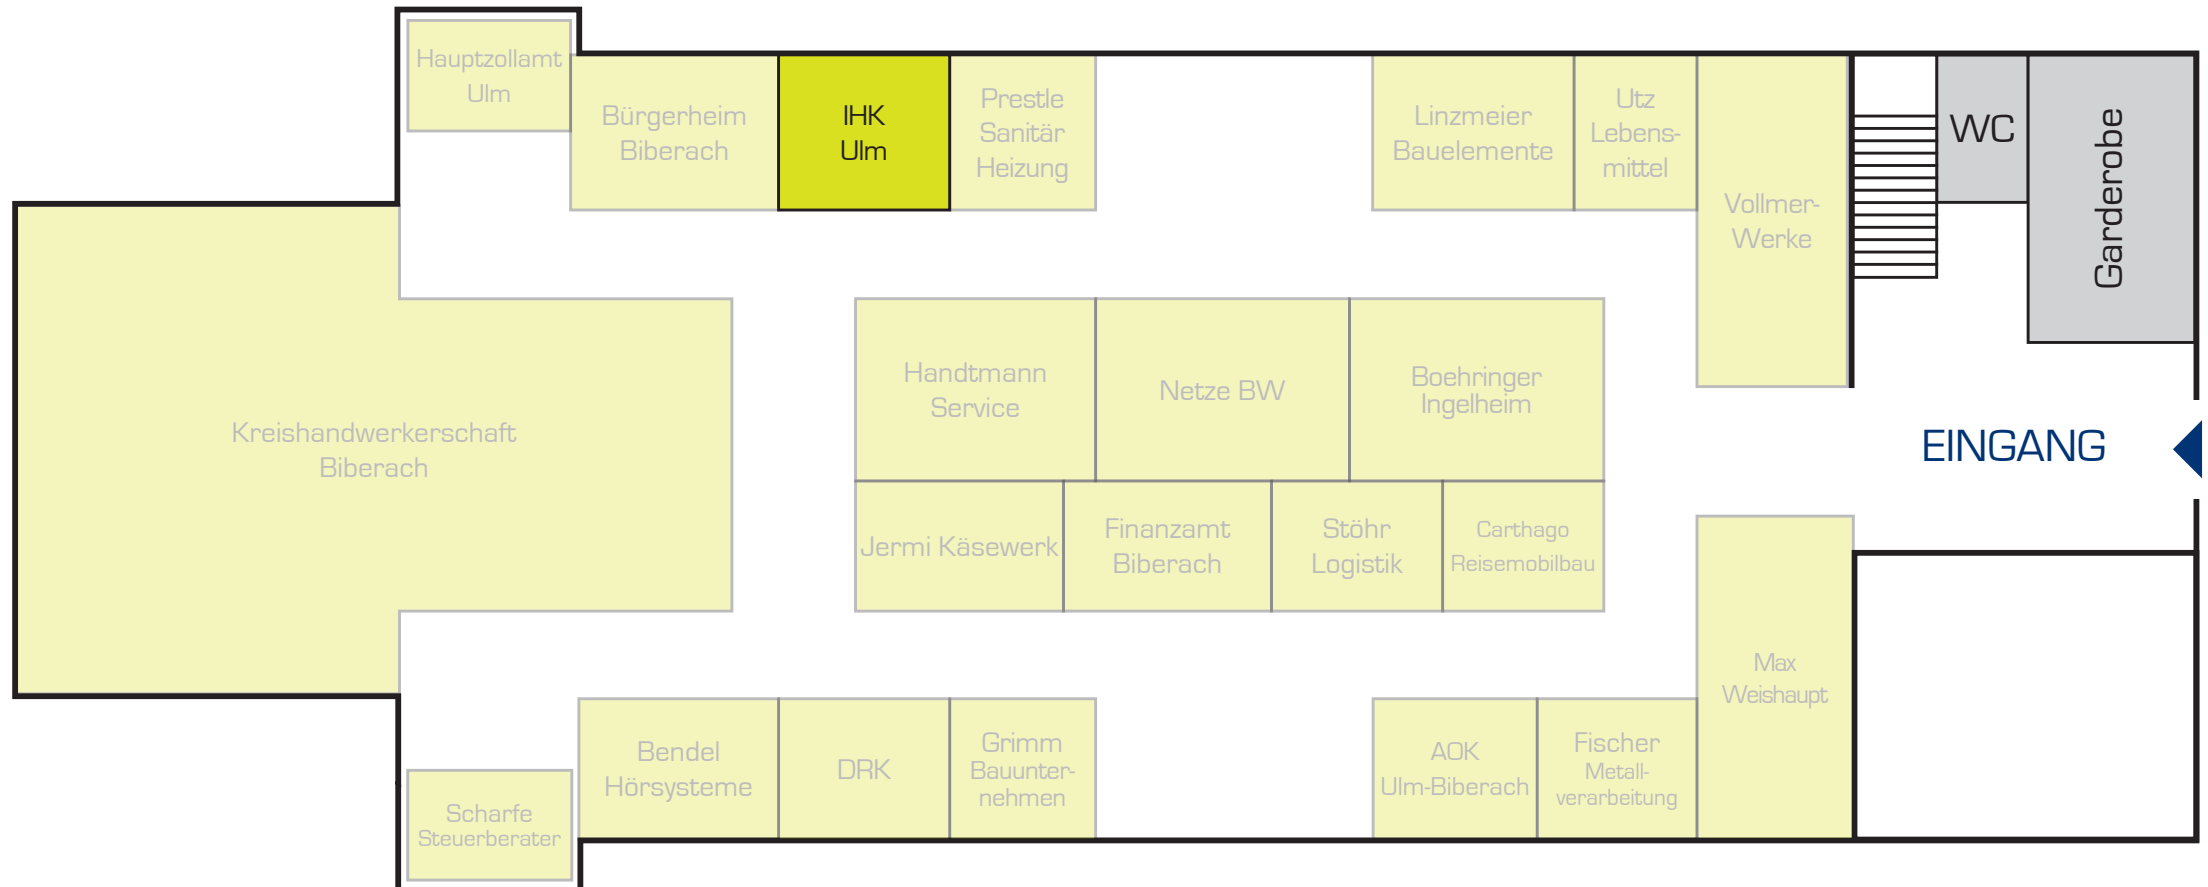 Hauptzollamt
Ulm
Bürgerheim
Biberach
IHK
Ulm
Prestle
Sanitär
Heizung
Linzmeier
Bauelemente
Utz
Lebens-
mittel
Vollmer-
Werke
WC
Garderobe
Kreishandwerkerschaft
Biberach
Handtmann
Service
Netze BW
Boehringer
Ingelheim
EINGANG
Jermi Käsewerk
Finanzamt
Biberach
Stöhr
Logistik
Carthago
Reisemobilbau
Max
Weishaupt
Scharfe
Steuerberater
Bendel
Hörsysteme
DRK
Grimm
Bauunter-
nehmen
AOK
Ulm-Biberach
Fischer
Metall-
verarbeitung